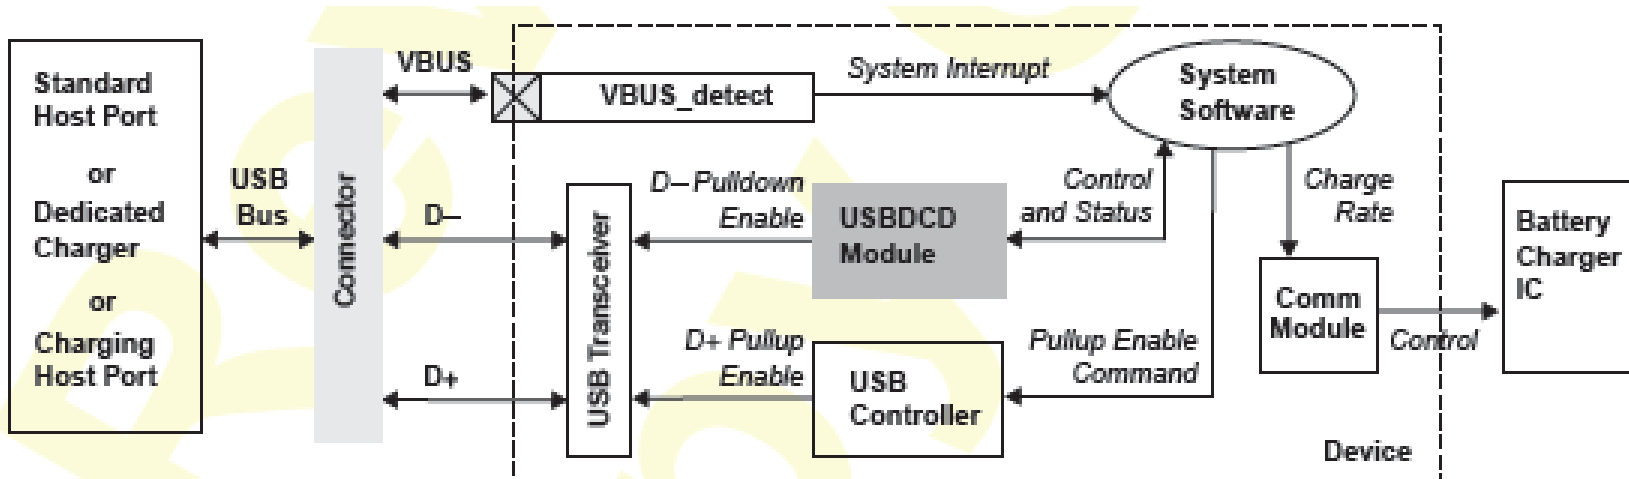 Standard
Host Port
or
Dedicated
Charger
or
Charging
Host Port
USB
Bus
Connector
VBUS
D–
D+
VBUS_detect
System Interrupt
System
Software
USB Transceiver
D– Pulldown
Enable
USBDCD
Module
Control
and Status
Charge
Rate
D+ Pullup
Enable
USB
Controller
Pullup Enable
Command
Comm
Module
Control
Battery
Charger
IC
Device